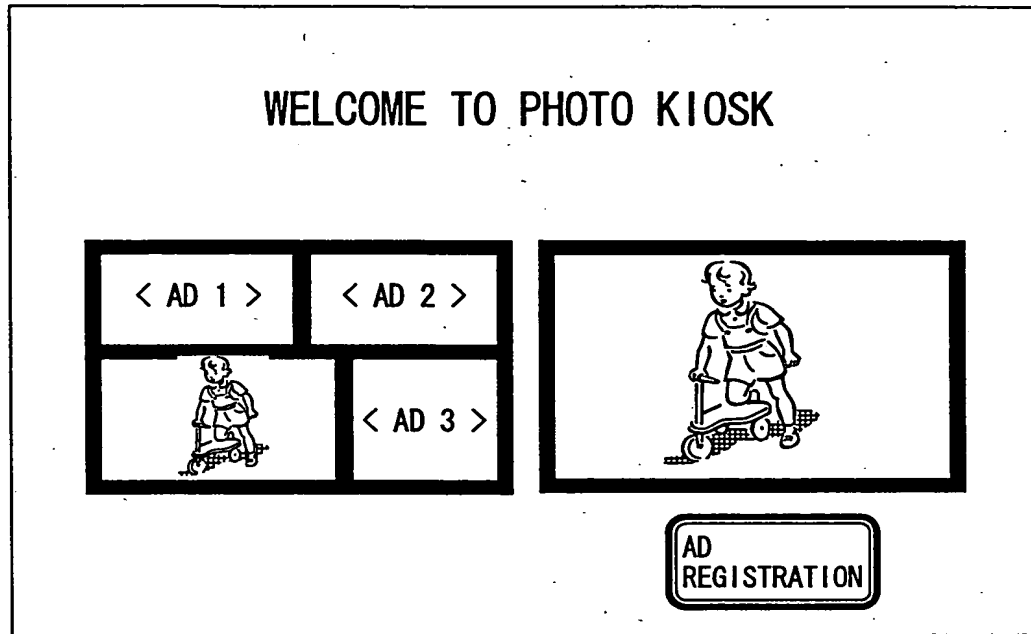 WELCOME TO PHOTO KIOSK
< AD 1 >
< AD 2 >
< AD 3 >
AD
REGISTRATION